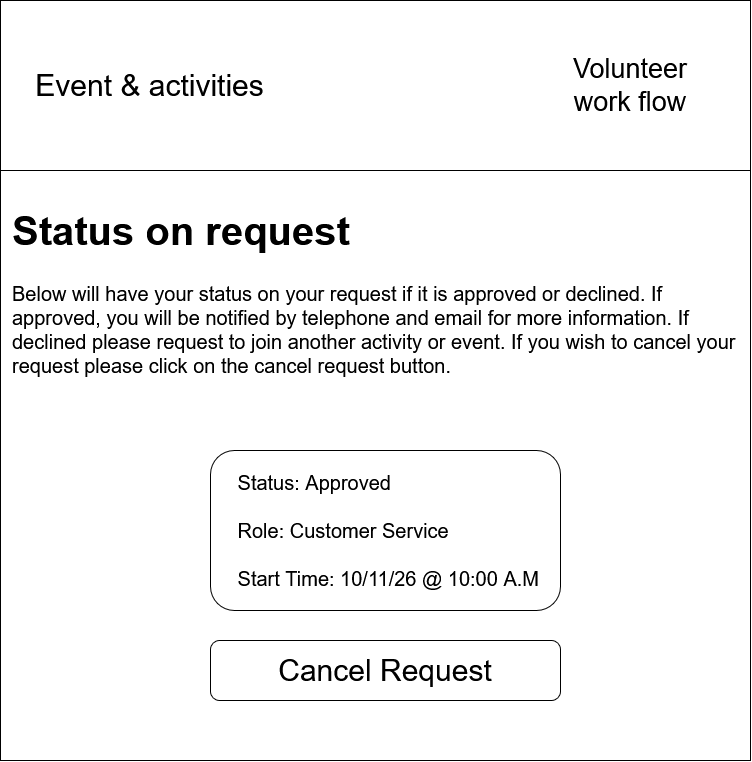 Event & activities
Volunteer
work flow
Status on request
Below will have your status on your request if it is approved or declined. If
approved, you will be notified by telephone and email for more information. If
declined please request to join another activity or event. If you wish to cancel your
request please click on the cancel request button.
Status: Approved
Role: Customer Service
Start Time: 10/11/26 @ 10:00 A.M
Cancel Request